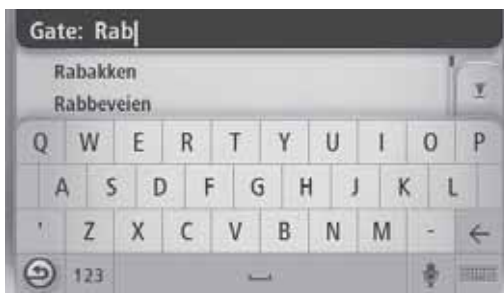 Gate: Rab
Rabakken
Rabbeveien
Q W E R T Y U I O P
A S D F G H J K L
' Z X C V B N M - ←
123